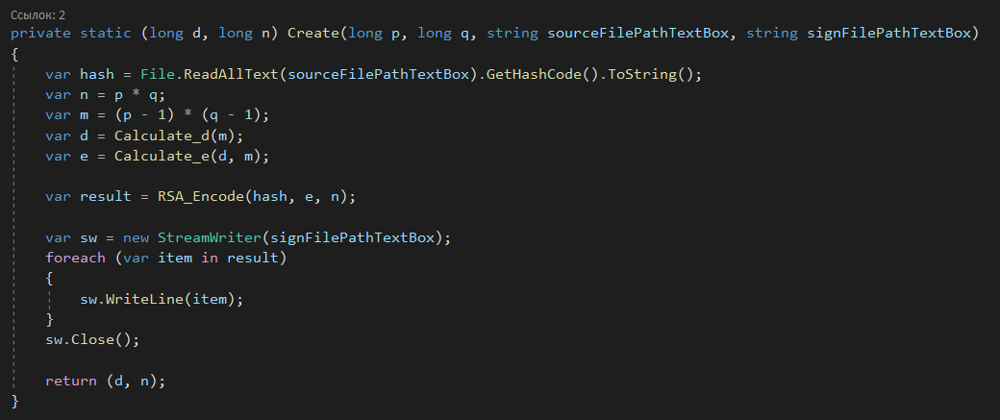 Ссылок: 2
private static (long d, long n) Create(long p, long q, string sourceFilePathTextBox, string signFilePathTextBox)
{
    var hash = File.ReadAllText(sourceFilePathTextBox).GetHashCode().ToString();
    var n = p * q;
    var m = (p - 1) * (q - 1);
    var d = Calculate_d(m);
    var e = Calculate_e(d, m);

    var result = RSA_Encode(hash, e, n);

    var sw = new StreamWriter(signFilePathTextBox);
    foreach (var item in result)
    {
        sw.WriteLine(item);
    }
    sw.Close();

    return (d, n);
}